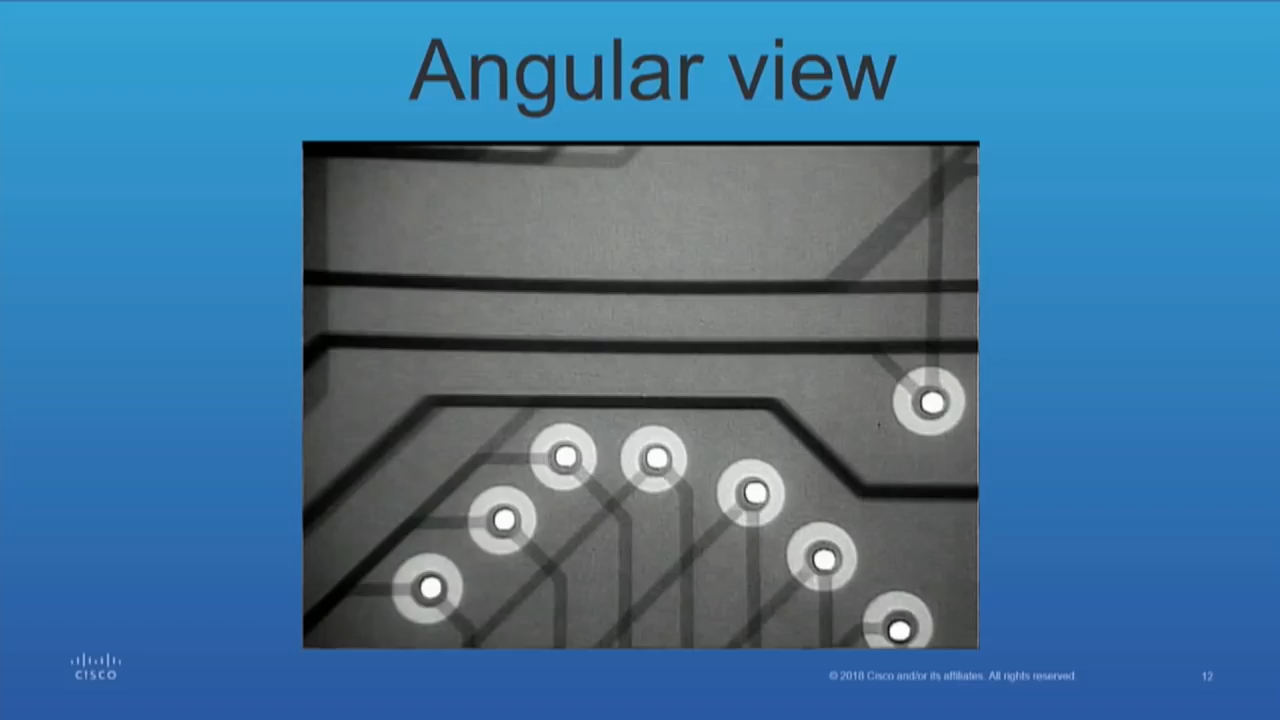 Angular view
CISCO
© 2018 Cisco and/or its affiliates. All rights reserved.
12